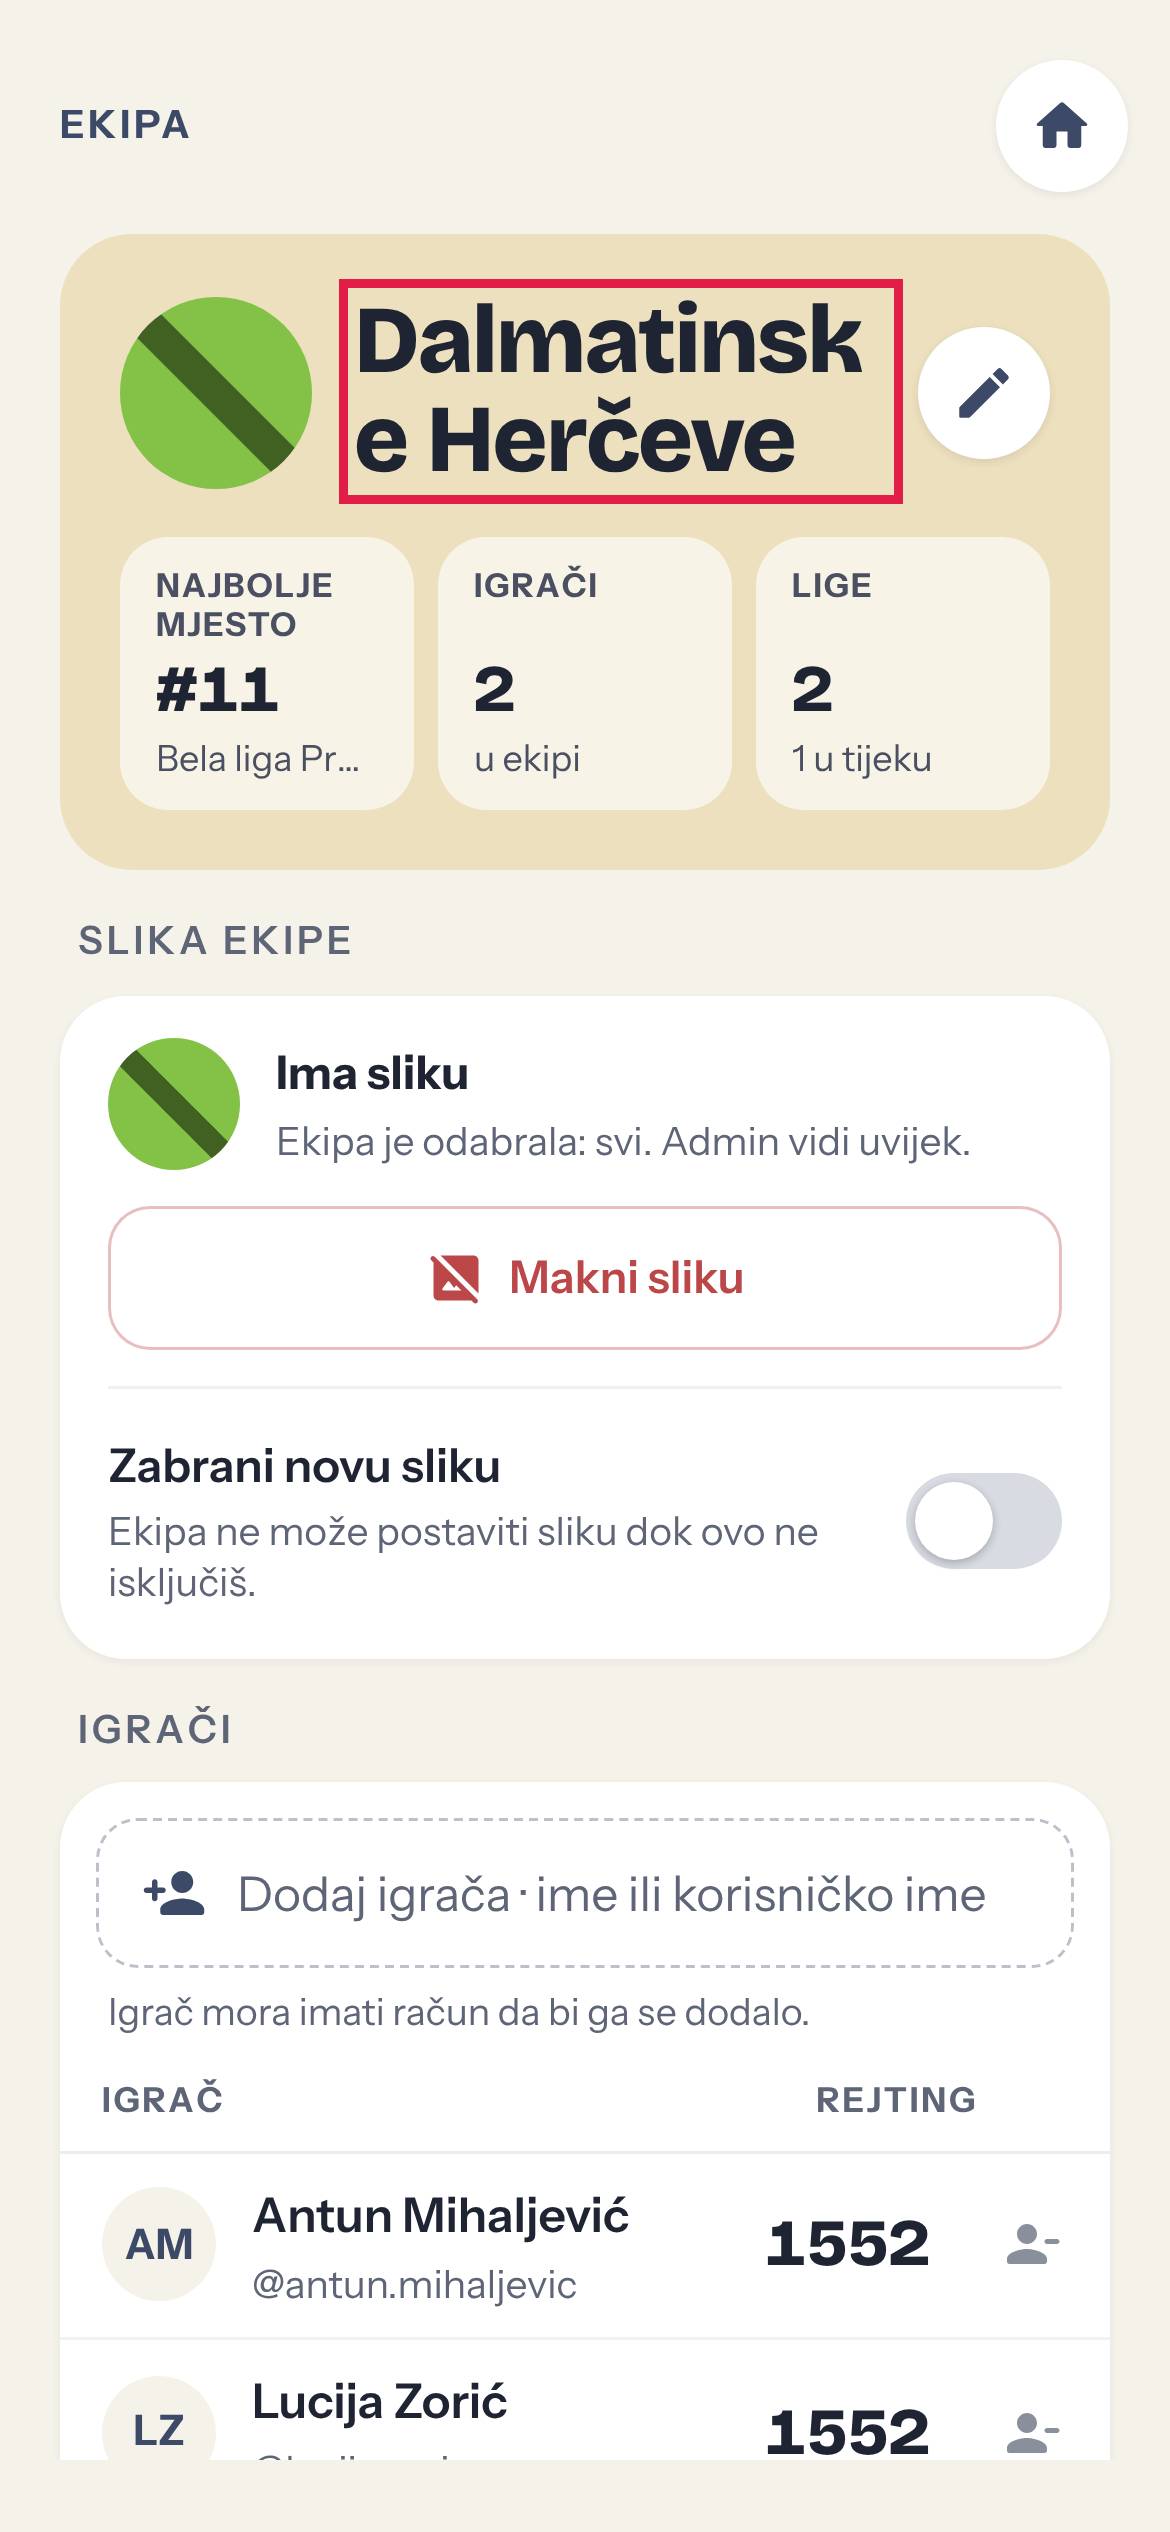 EKIPA
Dalmatinsk
e Herčeve
NAJBOLJE
MJESTO
#11
Bela liga Pr...
IGRAČI
2
u ekipi
LIGE
2
1 u tijeku
SLIKA EKIPE
Ima sliku
Ekipa je odabrala: svi. Admin vidi uvijek.
Makni sliku
Zabrani novu sliku
Ekipa ne može postaviti sliku dok ovo ne
isključiš.
IGRAČI
Dodaj igrača · ime ili korisničko ime
Igrač mora imati račun da bi ga se dodalo.
IGRAČ REJTING
AM Antun Mihaljević 1552
@antun.mihaljevic
LZ Lucija Zorić 1552